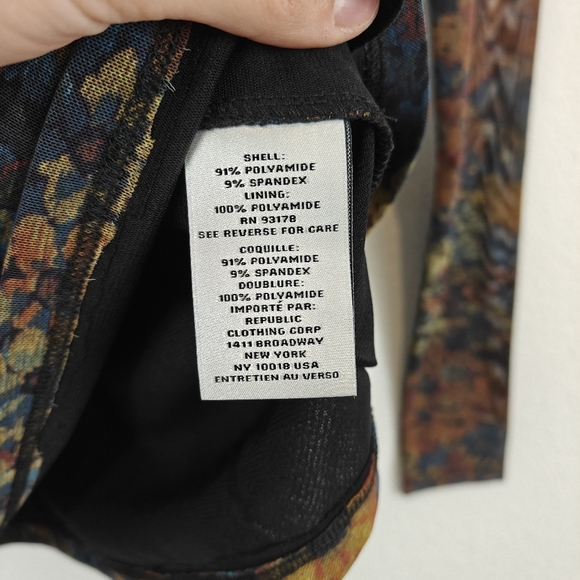 SHELL:
91% POLYAMIDE
9% SPANDEX
LINING:
100% POLYAMIDE
RN 93178
SEE REVERSE FOR CARE
COQUILLE:
91% POLYAMIDE
9% SPANDEX
DOUBLURE:
100% POLYAMIDE
IMPORTÉ PAR:
REPUBLIC
CLOTHING CORP
1411 BROADWAY
NEW YORK
NY 10018 USA
ENTRETIEN AU VERSO